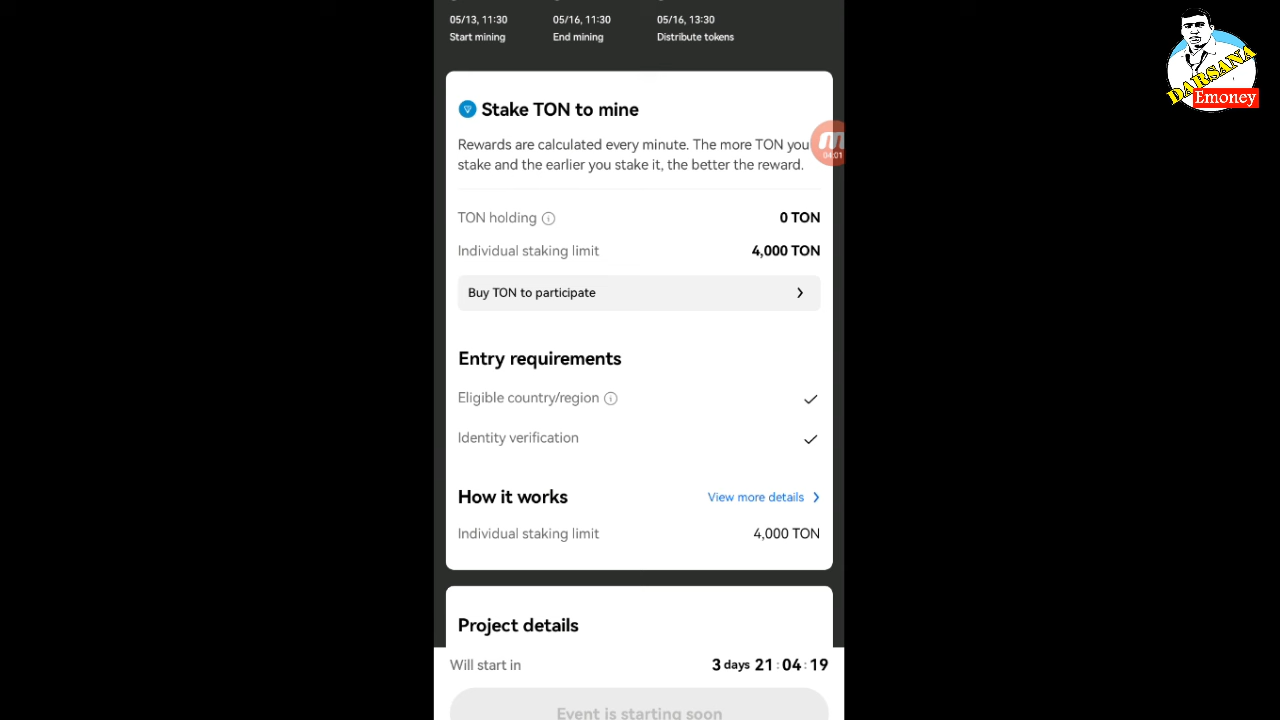 05/13, 11:30
05/16, 11:30
05/16, 13:30
Start mining
End mining
Distribute tokens
Stake TON to mine
Rewards are calculated every minute. The more TON you
stake and the earlier you stake it, the better the reward.
04:01
TON holding
0 TON
Individual staking limit
4,000 TON
Buy TON to participate
Entry requirements
Eligible country/region
Identity verification
How it works
View more details
Individual staking limit
4,000 TON
Project details
Will start in
3 days 21 : 04 : 19
Event is starting soon
DARSANA
Emoney